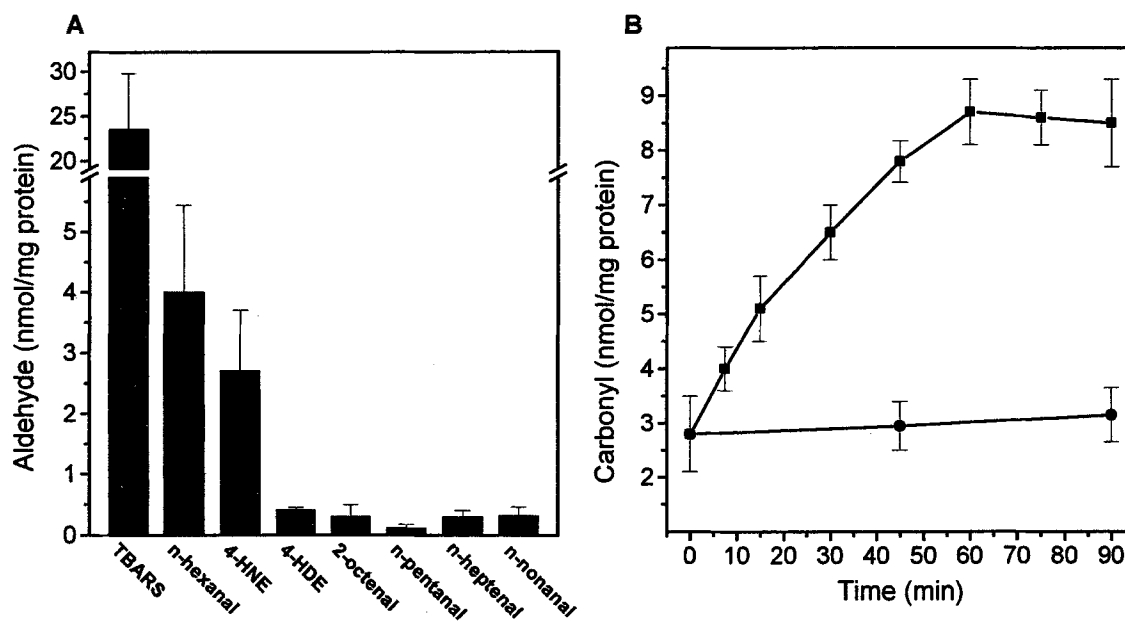 A
Aldehyde (nmol/mg protein)
30
25
20
5
4
3
2
1
0
TBARS
n-hexanal
4-HNE
4-HDE
2-octenal
n-pentanal
n-heptenal
n-nonanal
B
Carbonyl (nmol/mg protein)
9
8
7
6
5
4
3
2
0 10 20 30 40 50 60 70 80 90
Time (min)